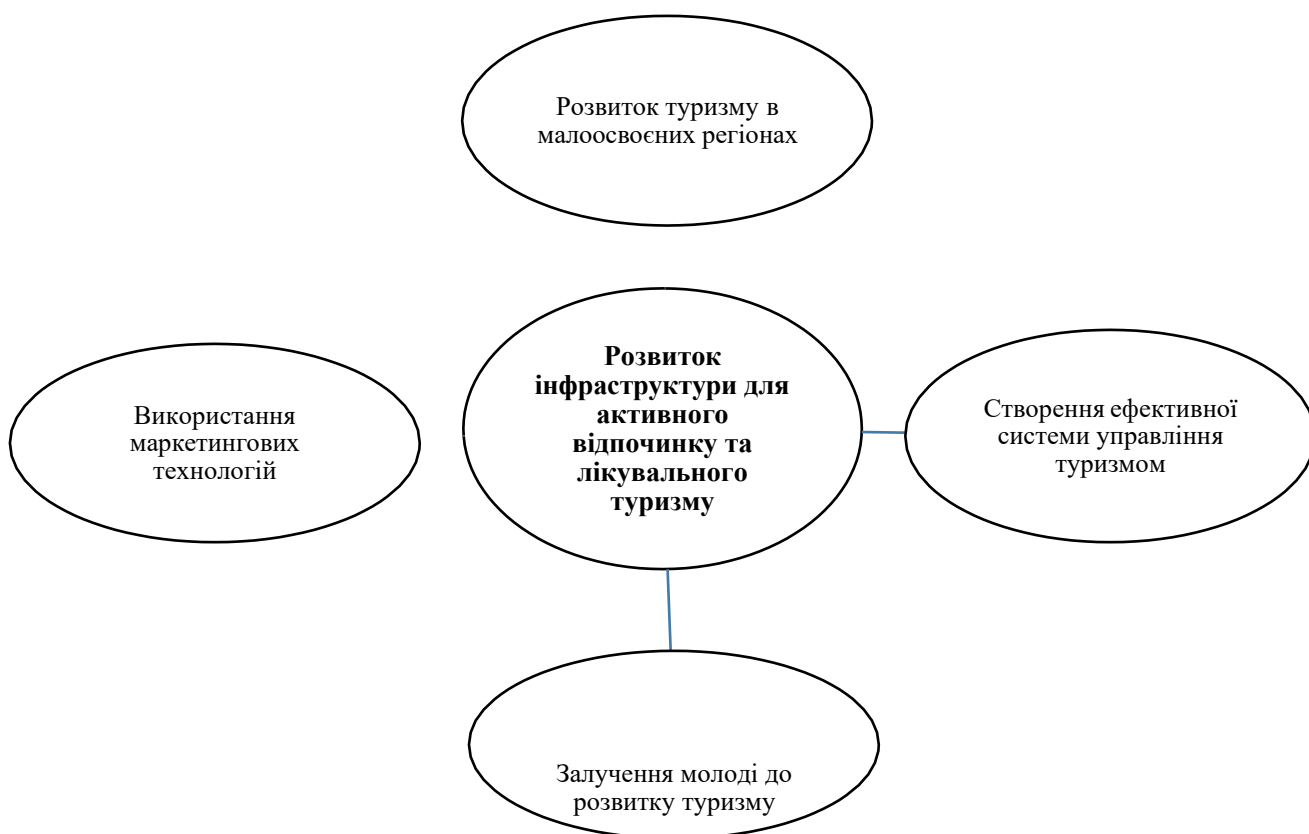 Розвиток туризму в
малоосвоєних регіонах
Розвиток
інфраструктури для
активного
відпочинку та
лікувального
туризму
Використання
маркетингових
технологій
Створення ефективної
системи управління
туризмом
Залучення молоді до
розвитку туризму